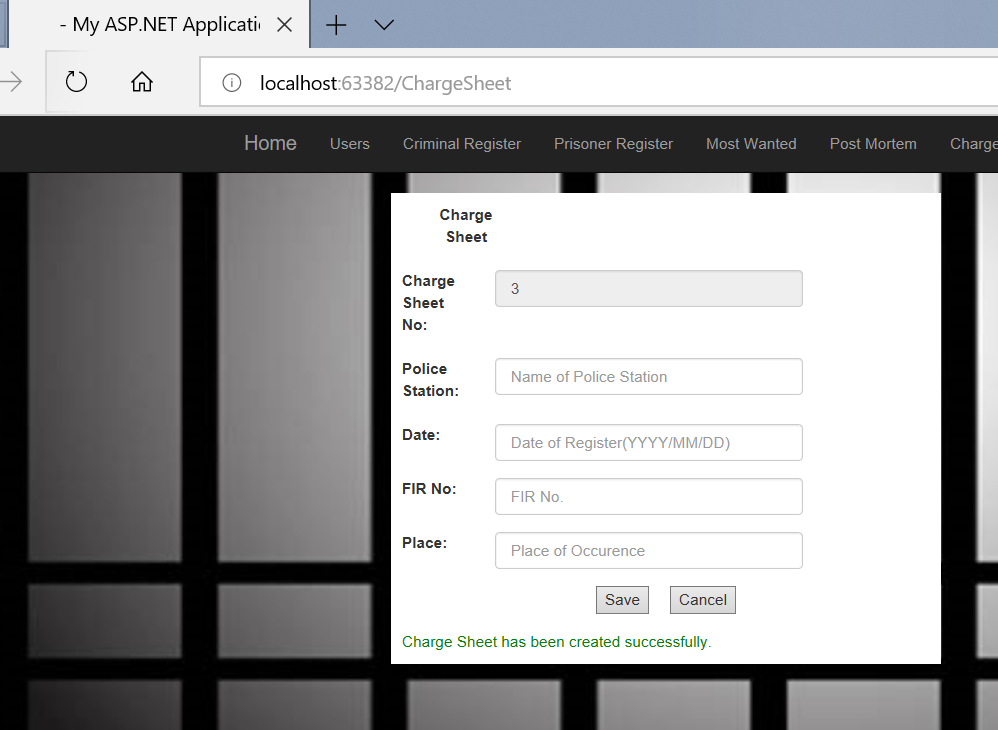 - My ASP.NET Applicati
localhost:63382/ChargeSheet
Home Users Criminal Register Prisoner Register Most Wanted Post Mortem Charge
Charge
Sheet
Charge
Sheet
No:
3
Police
Station:
Name of Police Station
Date:
Date of Register(YYYY/MM/DD)
FIR No:
FIR No.
Place:
Place of Occurence
Save Cancel
Charge Sheet has been created successfully.